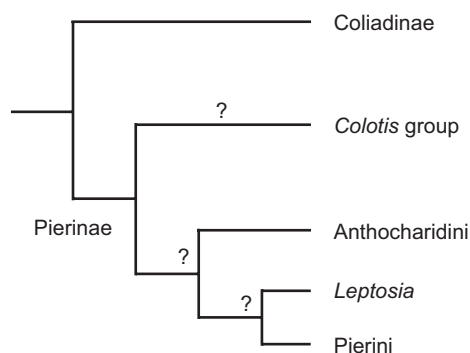 Coliadinae
?
Colotis group
Pierinae
Anthocharidini
?
Leptosia
?
Pierini